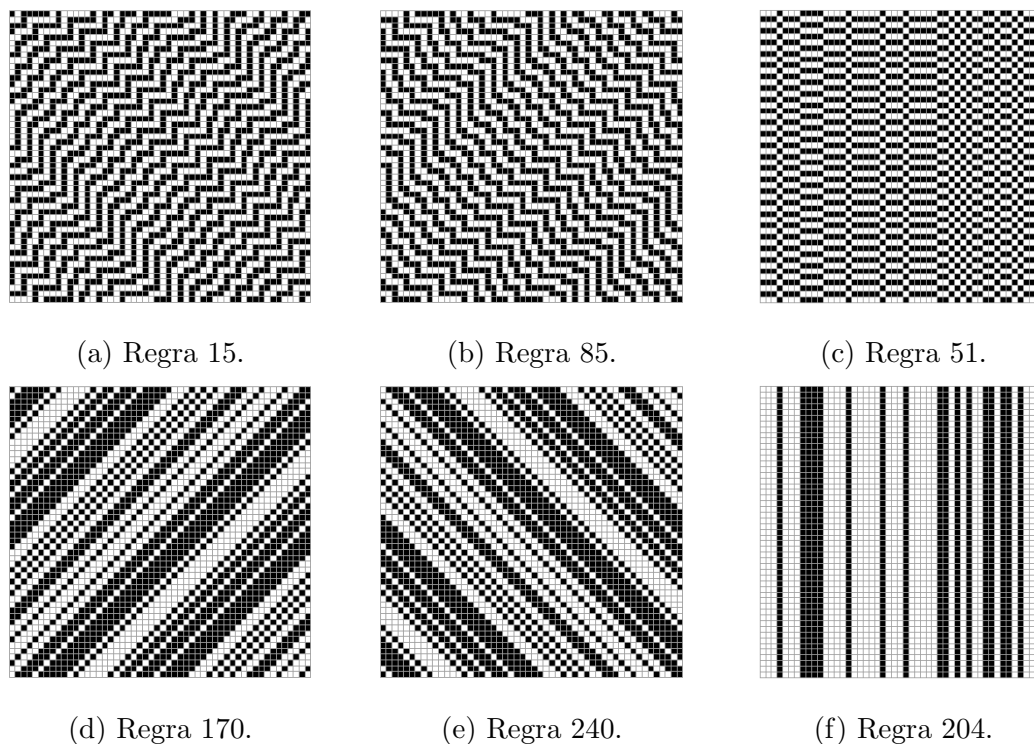 (a) Regra 15.
(b) Regra 85.
(c) Regra 51.
(d) Regra 170.
(e) Regra 240.
(f) Regra 204.